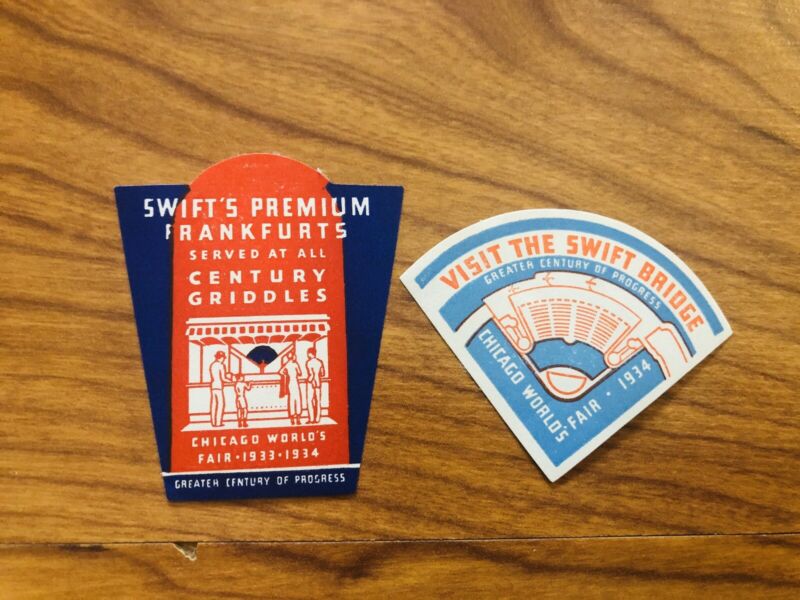 SWIFT'S PREMIUM
FRANKFURTS
SERVED AT ALL
CENTURY
GRIDDLES
CHICAGO WORLD'S
FAIR • 1933 • 1934
GREATER CENTURY OF PROGRESS
VISIT THE SWIFT BRIDGE
GREATER CENTURY OF PROGRESS
CHICAGO WORLD'S FAIR • 1934